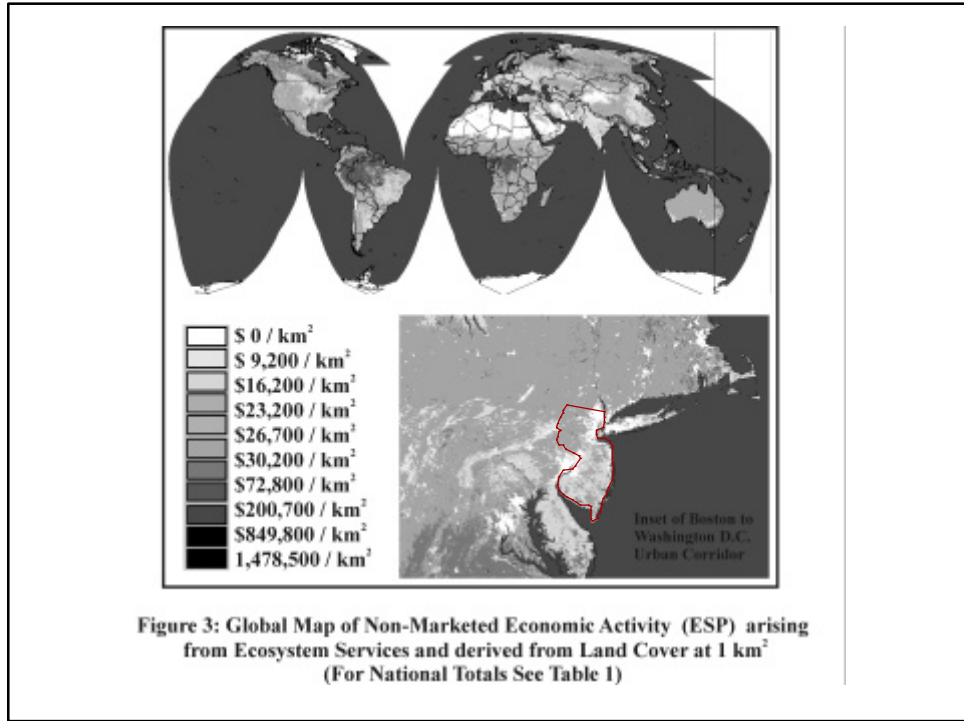 $ 0 / km²
$ 9,200 / km²
$16,200 / km²
$23,200 / km²
$26,700 / km²
$30,200 / km²
$72,800 / km²
$200,700 / km²
$849,800 / km²
1,478,500 / km²
Inset of Boston to
Washington D.C.
Urban Corridor
Figure 3: Global Map of Non-Marketed Economic Activity (ESP) arising
from Ecosystem Services and derived from Land Cover at 1 km²
(For National Totals See Table 1)